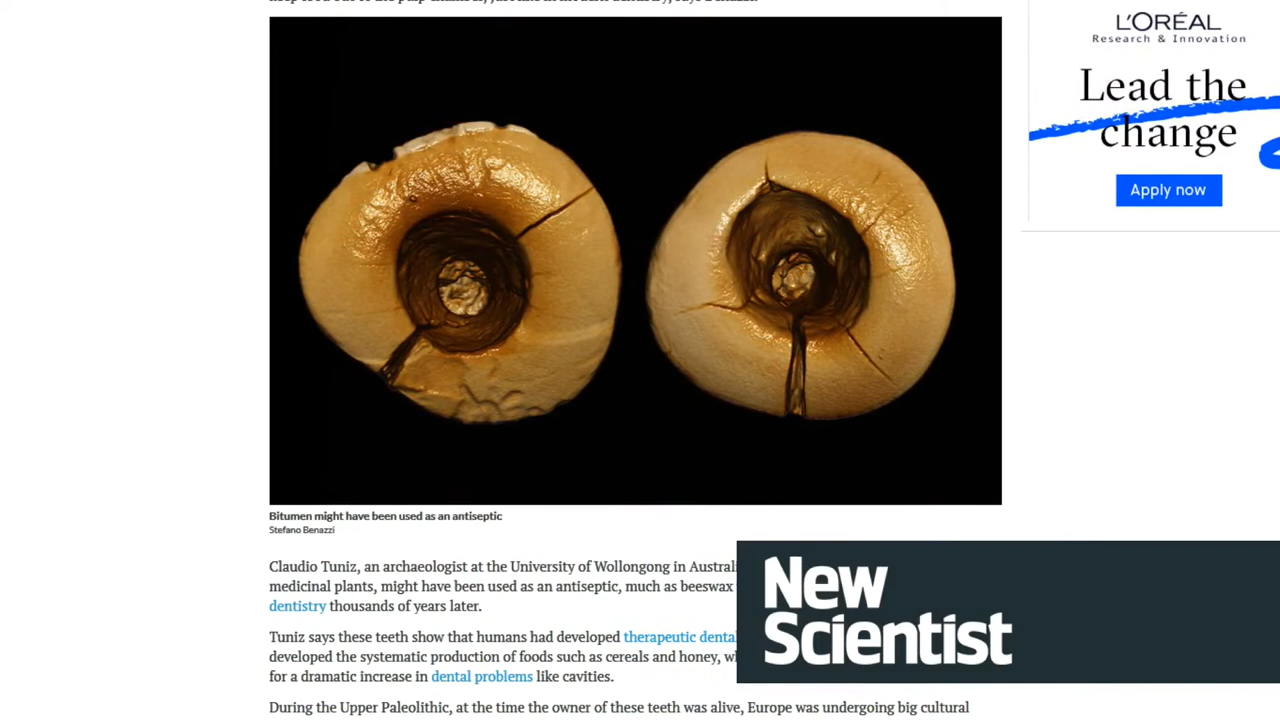 L'ORÉAL
Research & Innovation
Lead the
change
Apply now
Bitumen might have been used as an antiseptic
Stefano Benazzi
Claudio Tuniz, an archaeologist at the University of Wollongong in
medicinal plants, might have been used as an antiseptic, much as beeswax
dentistry thousands of years later.
Tuniz says these teeth show that humans had developed therapeutic
developed the systematic production of foods such as cereals and honey,
for a dramatic increase in dental problems like cavities.
During the Upper Paleolithic, at the time the owner of these teeth was alive, Europe was undergoing big cultural
New
Scientist